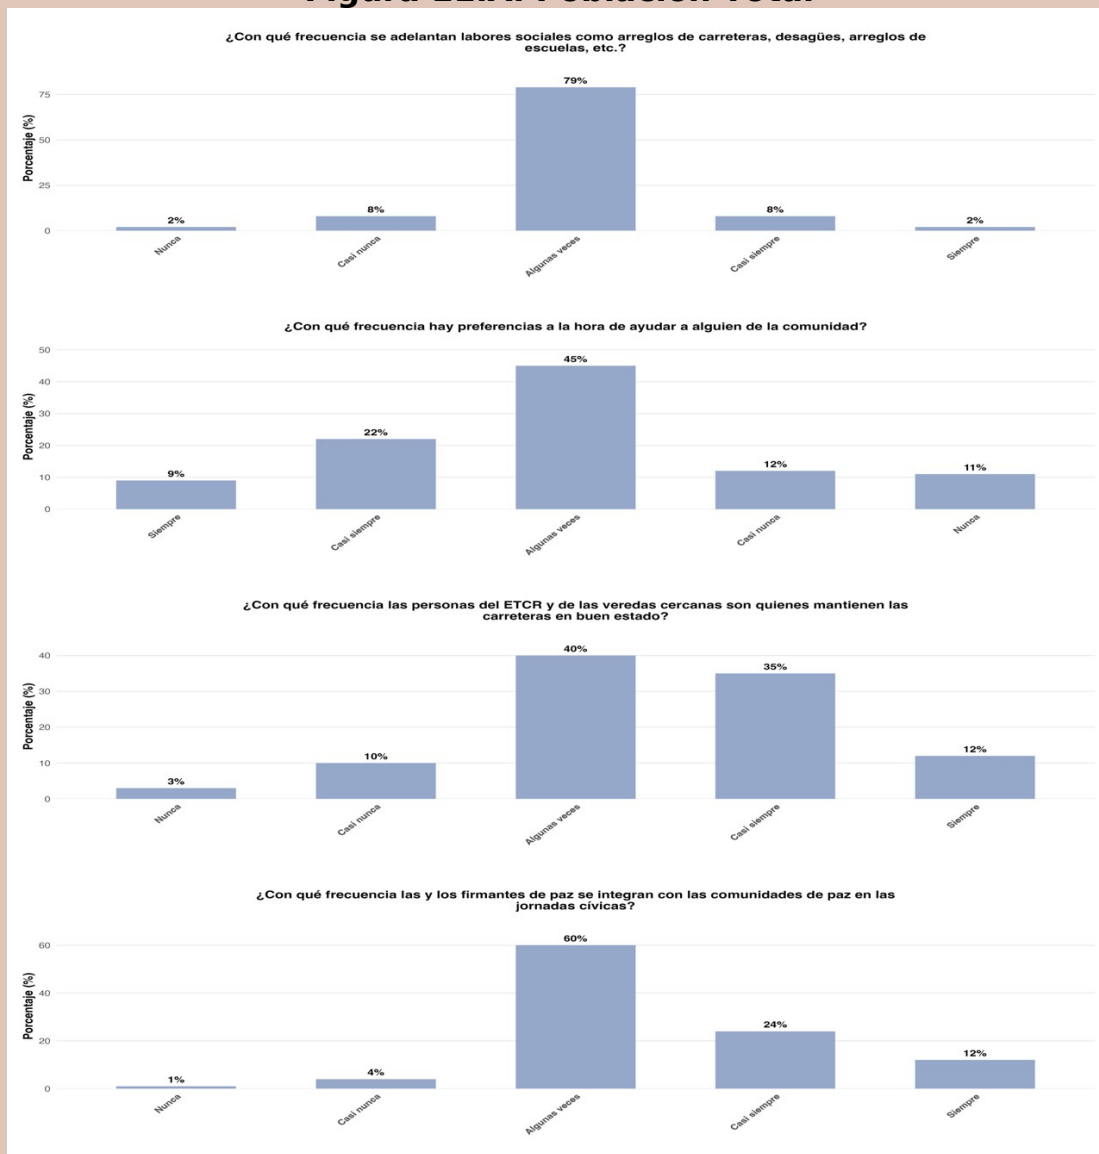 ¿Con qué frecuencia se adelantan labores sociales como arreglos de carreteras, desagües, arreglos de
escuelas, etc.?
Porcentaje (%)
75
50
25
0
2%
8%
79%
8%
2%
Nunca
Casi nunca
Algunas veces
Casi siempre
Siempre
¿Con qué frecuencia hay preferencias a la hora de ayudar a alguien de la comunidad?
Porcentaje (%)
50
40
30
20
10
0
9%
22%
45%
12%
11%
Siempre
Casi siempre
Algunas veces
Casi nunca
Nunca
¿Con qué frecuencia las personas del ETCR y de las veredas cercanas son quienes mantienen las
carreteras en buen estado?
Porcentaje (%)
40
30
20
10
0
3%
10%
40%
35%
12%
Nunca
Casi nunca
Algunas veces
Casi siempre
Siempre
¿Con qué frecuencia las y los firmantes de paz se integran con las comunidades de paz en las
jornadas cívicas?
Porcentaje (%)
60
40
20
0
1%
4%
60%
24%
12%
Nunca
Casi nunca
Algunas veces
Casi siempre
Siempre